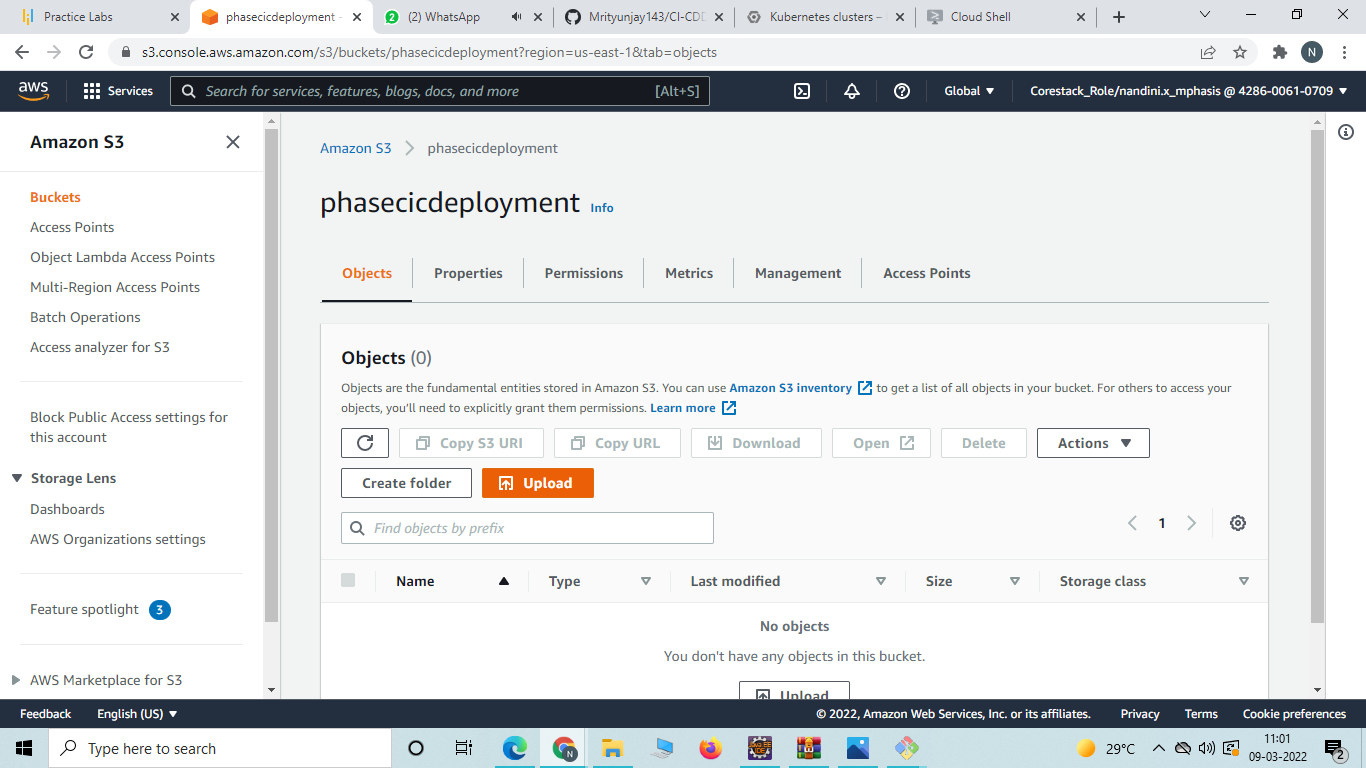 Practice Labs
phasecicdeployment -
(2) WhatsApp
Mrityunjay143/CI-CDD
Kubernetes clusters –
Cloud Shell
s3.console.aws.amazon.com/s3/buckets/phasecicdeployment?region=us-east-1&tab=objects
N
aws
Services
Search for services, features, blogs, docs, and more
[Alt+S]
Global
Corestack_Role/nandini.x_mphasis @ 4286-0061-0709
Amazon S3
Buckets
Access Points
Object Lambda Access Points
Multi-Region Access Points
Batch Operations
Access analyzer for S3
Block Public Access settings for
this account
Storage Lens
Dashboards
AWS Organizations settings
Feature spotlight 3
AWS Marketplace for S3
Amazon S3 > phasecicdeployment
phasecicdeployment Info
Objects
Properties
Permissions
Metrics
Management
Access Points
Objects (0)
Objects are the fundamental entities stored in Amazon S3. You can use Amazon S3 inventory to get a list of all objects in your bucket. For others to access your
objects, you'll need to explicitly grant them permissions. Learn more
Copy S3 URI
Copy URL
Download
Open
Delete
Actions
Create folder
Upload
Find objects by prefix
1
Name
Type
Last modified
Size
Storage class
No objects
You don't have any objects in this bucket.
Upload
Feedback
English (US)
© 2022, Amazon Web Services, Inc. or its affiliates.
Privacy
Terms
Cookie preferences
Type here to search
29°C
11:01
09-03-2022
2